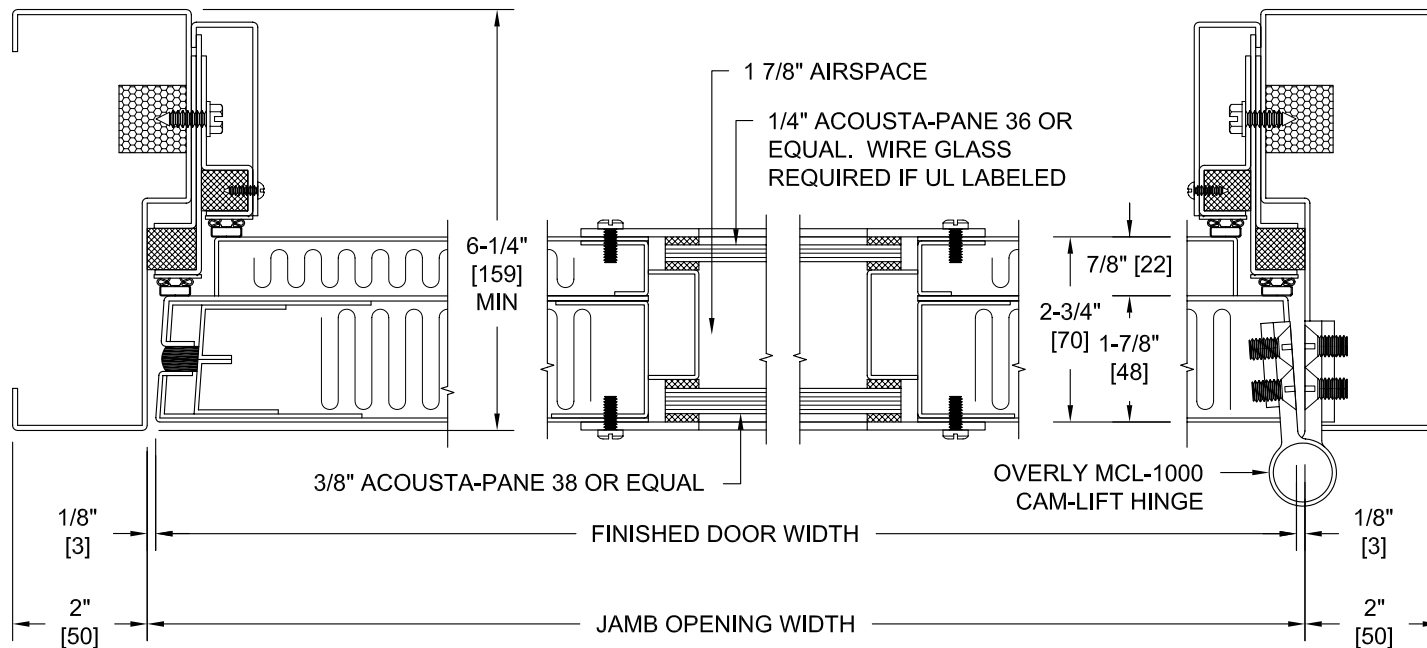 1 7/8" AIRSPACE
1/4" ACOUSTA-PANE 36 OR
EQUAL.  WIRE GLASS
REQUIRED IF UL LABELED
6-1/4"
[159]
MIN
7/8" [22]
2-3/4"
[70]
1-7/8"
[48]
3/8" ACOUSTA-PANE 38 OR EQUAL
OVERLY MCL-1000
CAM-LIFT HINGE
1/8"
[3]
FINISHED DOOR WIDTH
1/8"
[3]
2"
[50]
JAMB OPENING WIDTH
2"
[50]